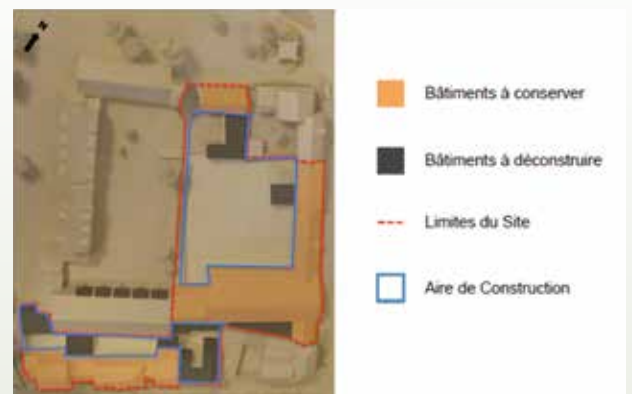 N
Bâtiments à conserver
Bâtiments à déconstruire
Limites du Site
Aire de Construction